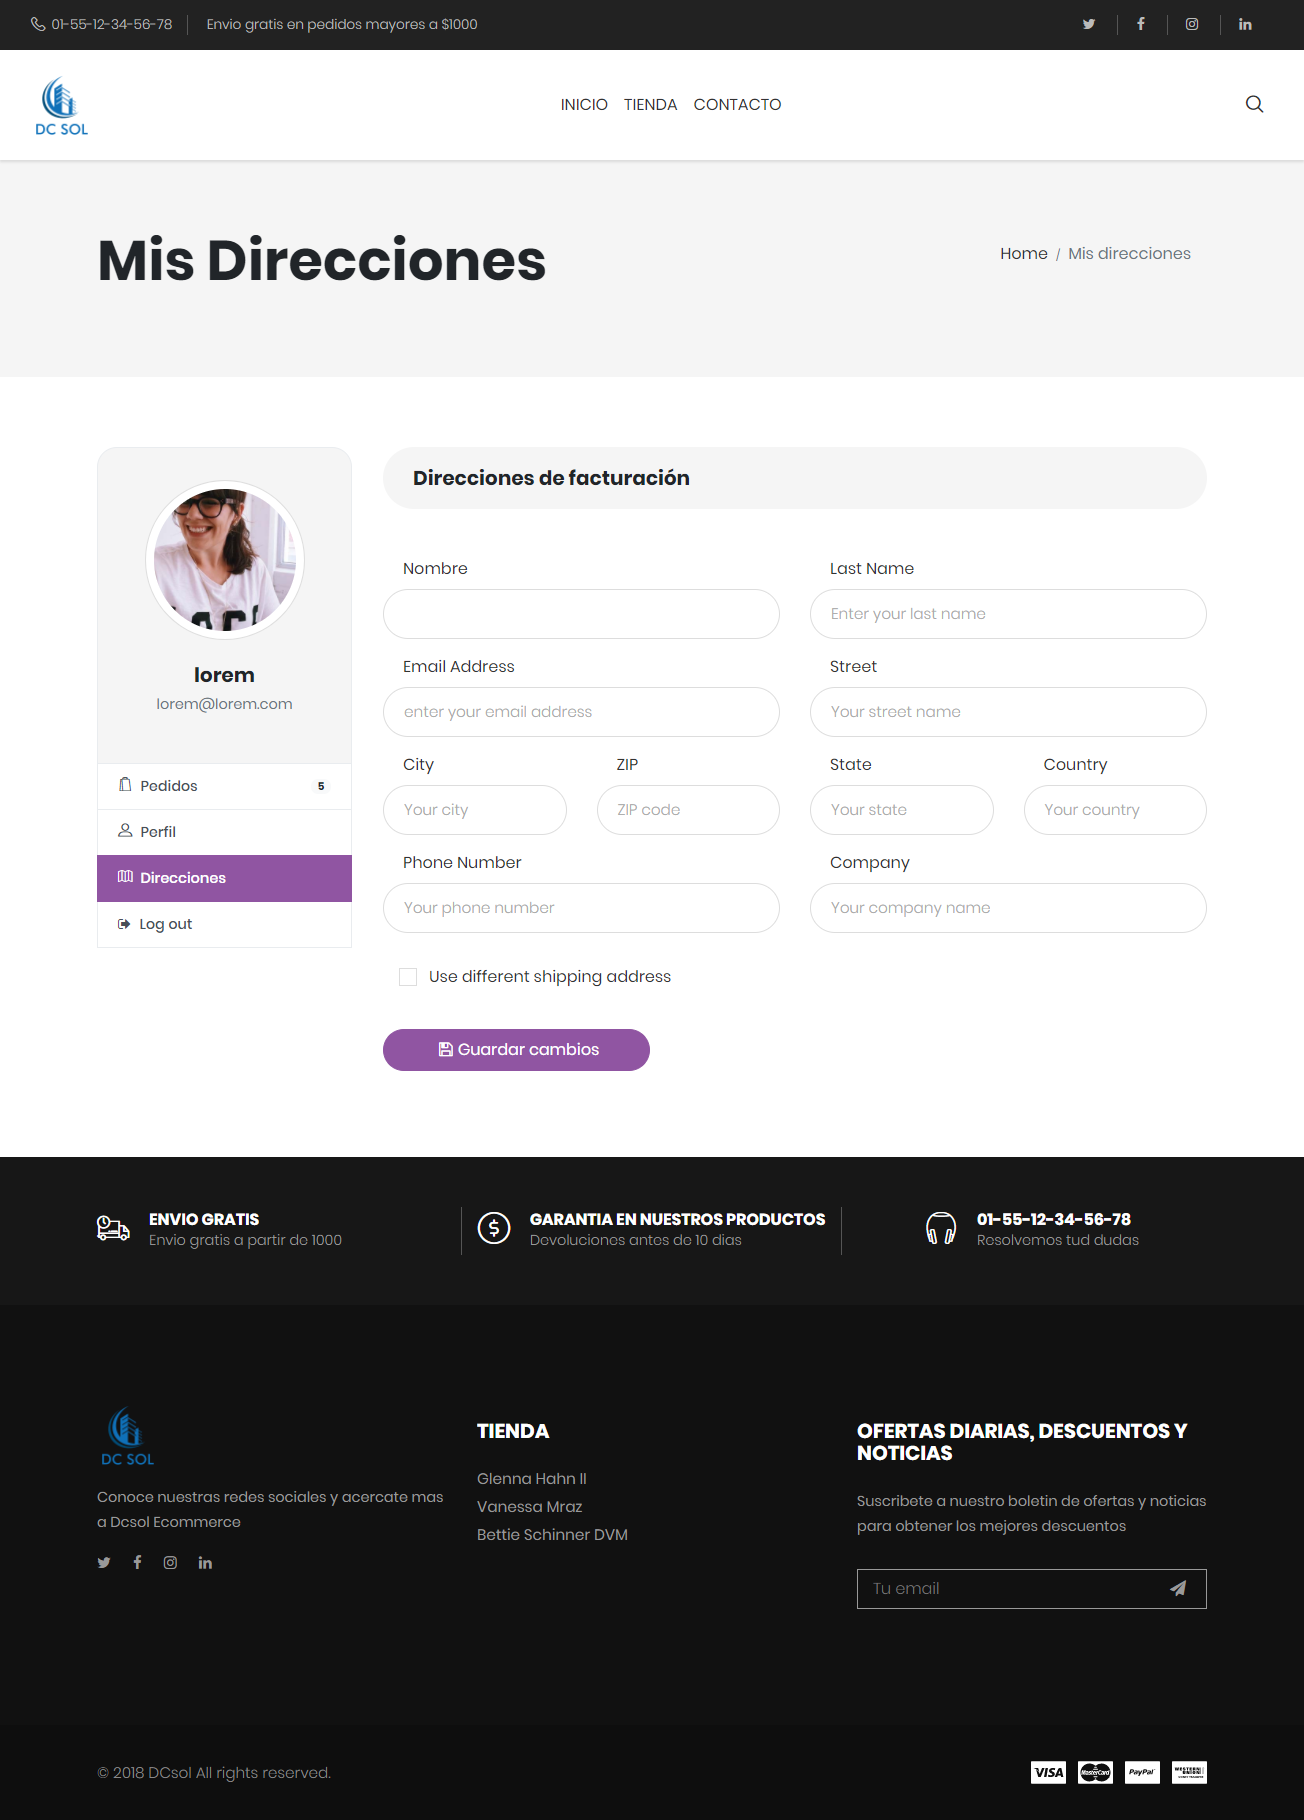 01-55-12-34-56-78
Envio gratis en pedidos mayores a $1000
DC SOL
INICIO TIENDA CONTACTO
Mis Direcciones
Home / Mis direcciones
Direcciones de facturación
lorem
lorem@lorem.com
Pedidos 5
Perfil
Direcciones
Log out
Nombre
Last Name
Enter your last name
Email Address
Street
enter your email address
Your street name
City
ZIP
State
Country
Your city
ZIP code
Your state
Your country
Phone Number
Company
Your phone number
Your company name
Use different shipping address
Guardar cambios
ENVIO GRATIS
Envio gratis a partir de 1000
GARANTIA EN NUESTROS PRODUCTOS
Devoluciones antes de 10 dias
01-55-12-34-56-78
Resolvemos tud dudas
DC SOL
Conoce nuestras redes sociales y acercate mas
a Dcsol Ecommerce
TIENDA
Glenna Hahn II
Vanessa Mraz
Bettie Schinner DVM
OFERTAS DIARIAS, DESCUENTOS Y
NOTICIAS
Suscribete a nuestro boletin de ofertas y noticias
para obtener los mejores descuentos
Tu email
© 2018 DCsol All rights reserved.
VISA
MasterCard
PayPal
WESTERN
UNION